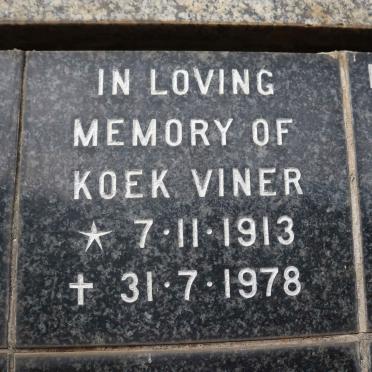 IN LOVING
MEMORY OF
KOEK VINER
★ 7·11·1913
✝ 31·7·1978